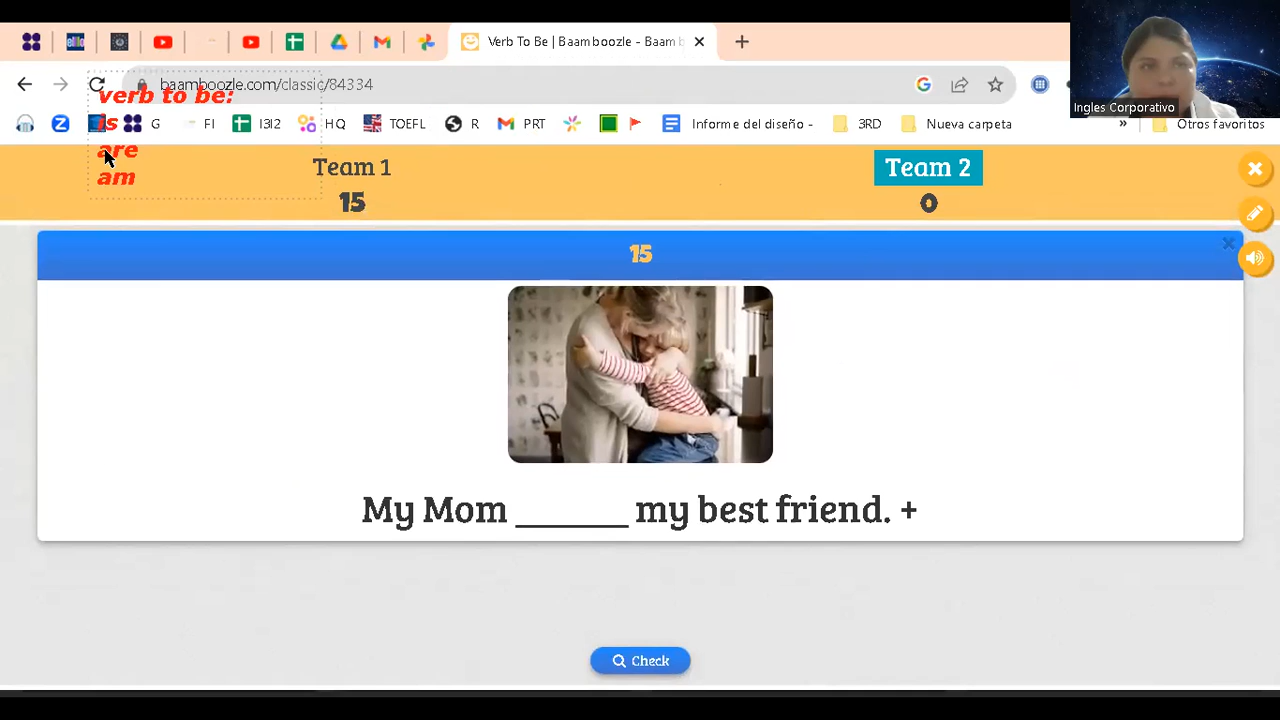 Verb To Be | Baamboozle - Baamb
baamboozle.com/classic/84334
Ingles Corporativo
verb to be:
is
are
am
G
FI
I3I2
HQ
TOEFL
R
PRT
Informe del diseño -
3RD
Nueva carpeta
»
Otros favoritos
Team 1
15
Team 2
0
15
My Mom ______ my best friend. +
Check